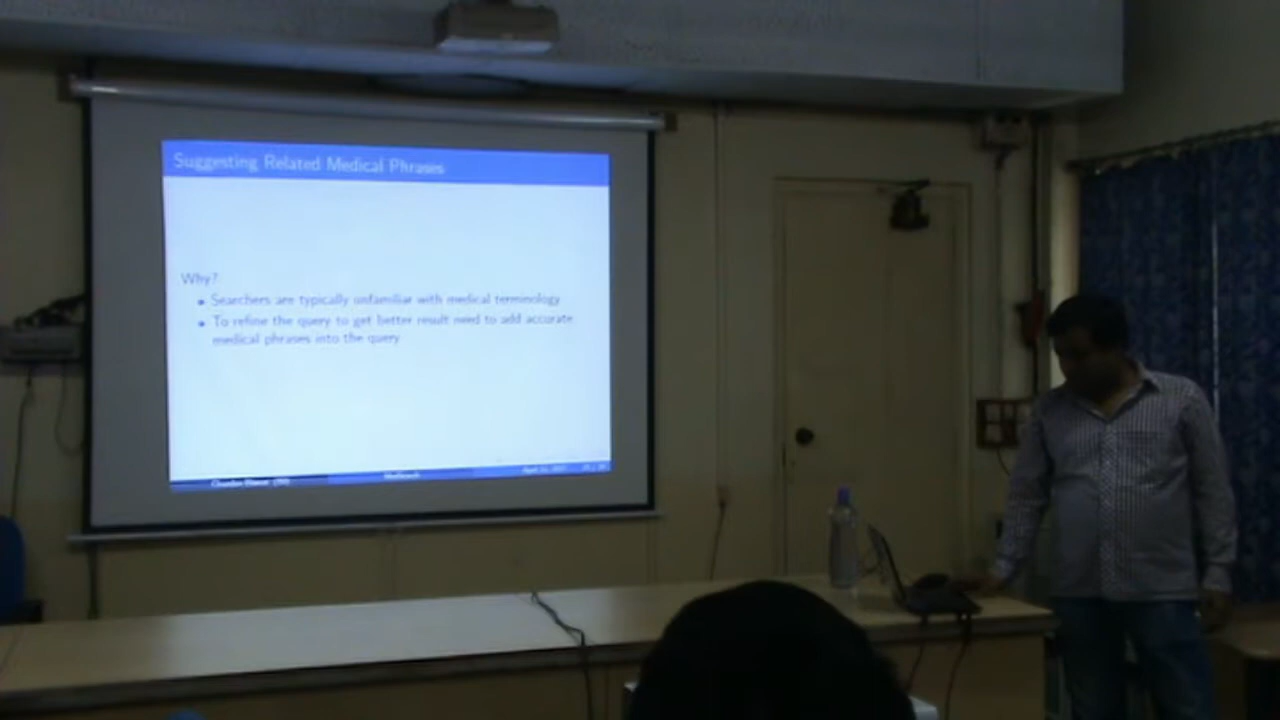 Suggesting Related Medical Phrases
Why?
Searchers are typically unfamiliar with medical terminology
To refine the query to get better result need to add accurate
medical phrases into the query